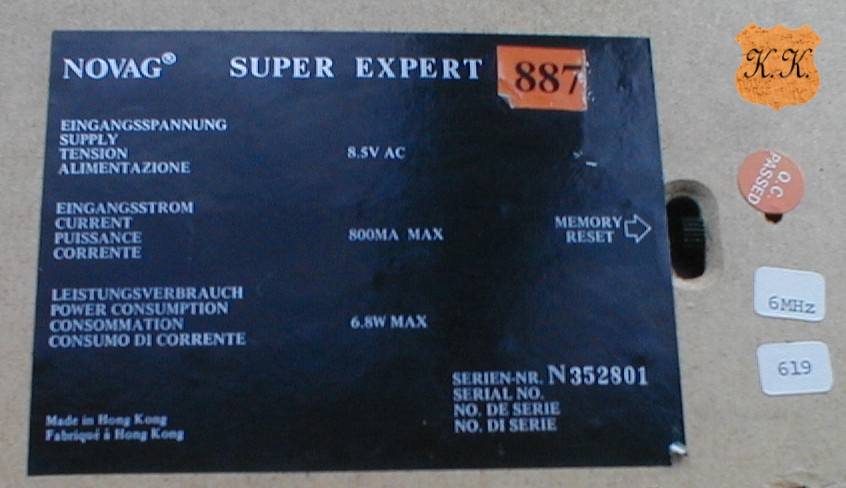 NOVAG® SUPER EXPERT 887
K.K.
EINGANGSSPANNUNG
SUPPLY
TENSION 8.5V AC
ALIMENTAZIONE
Q.C.
PASSED
EINGANGSSTROM
CURRENT
PUISSANCE 800MA MAX
CORRENTE
MEMORY
RESET
LEISTUNGSVERBRAUCH
POWER CONSUMPTION
CONSOMMATION 6.8W MAX
CONSUMO DI CORRENTE
6MHz
619
SERIEN-NR. N352801
SERIAL NO.
NO. DE SERIE
NO. DI SERIE
Made in Hong Kong
Fabriqué à Hong Kong